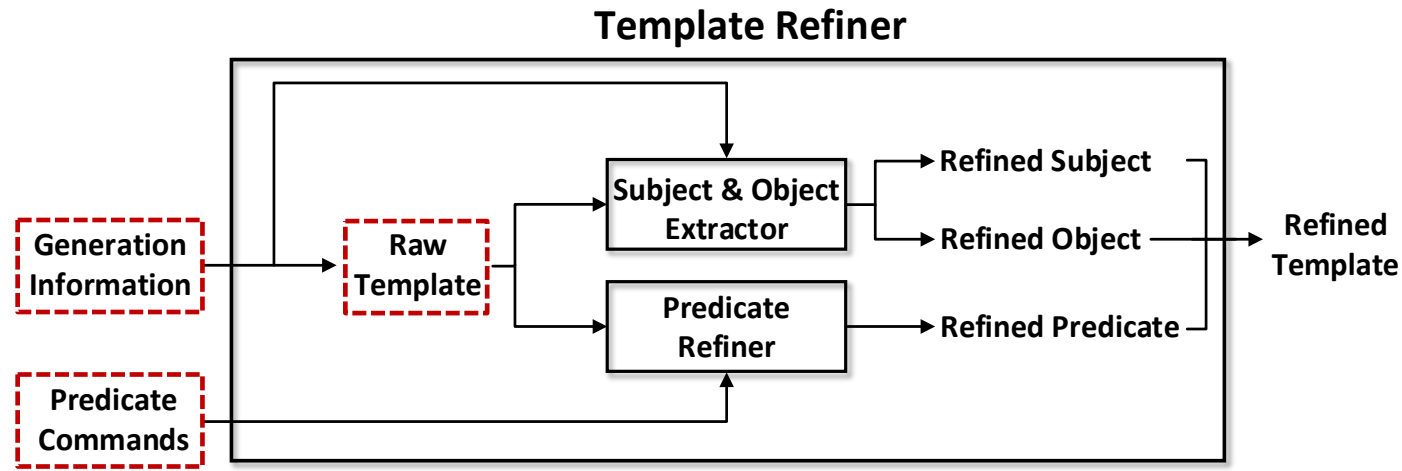 Template Refiner
Generation
Information
Raw
Template
Subject & Object
Extractor
Predicate
Refiner
Refined Subject
Refined Object
Refined Predicate
Refined
Template
Predicate
Commands